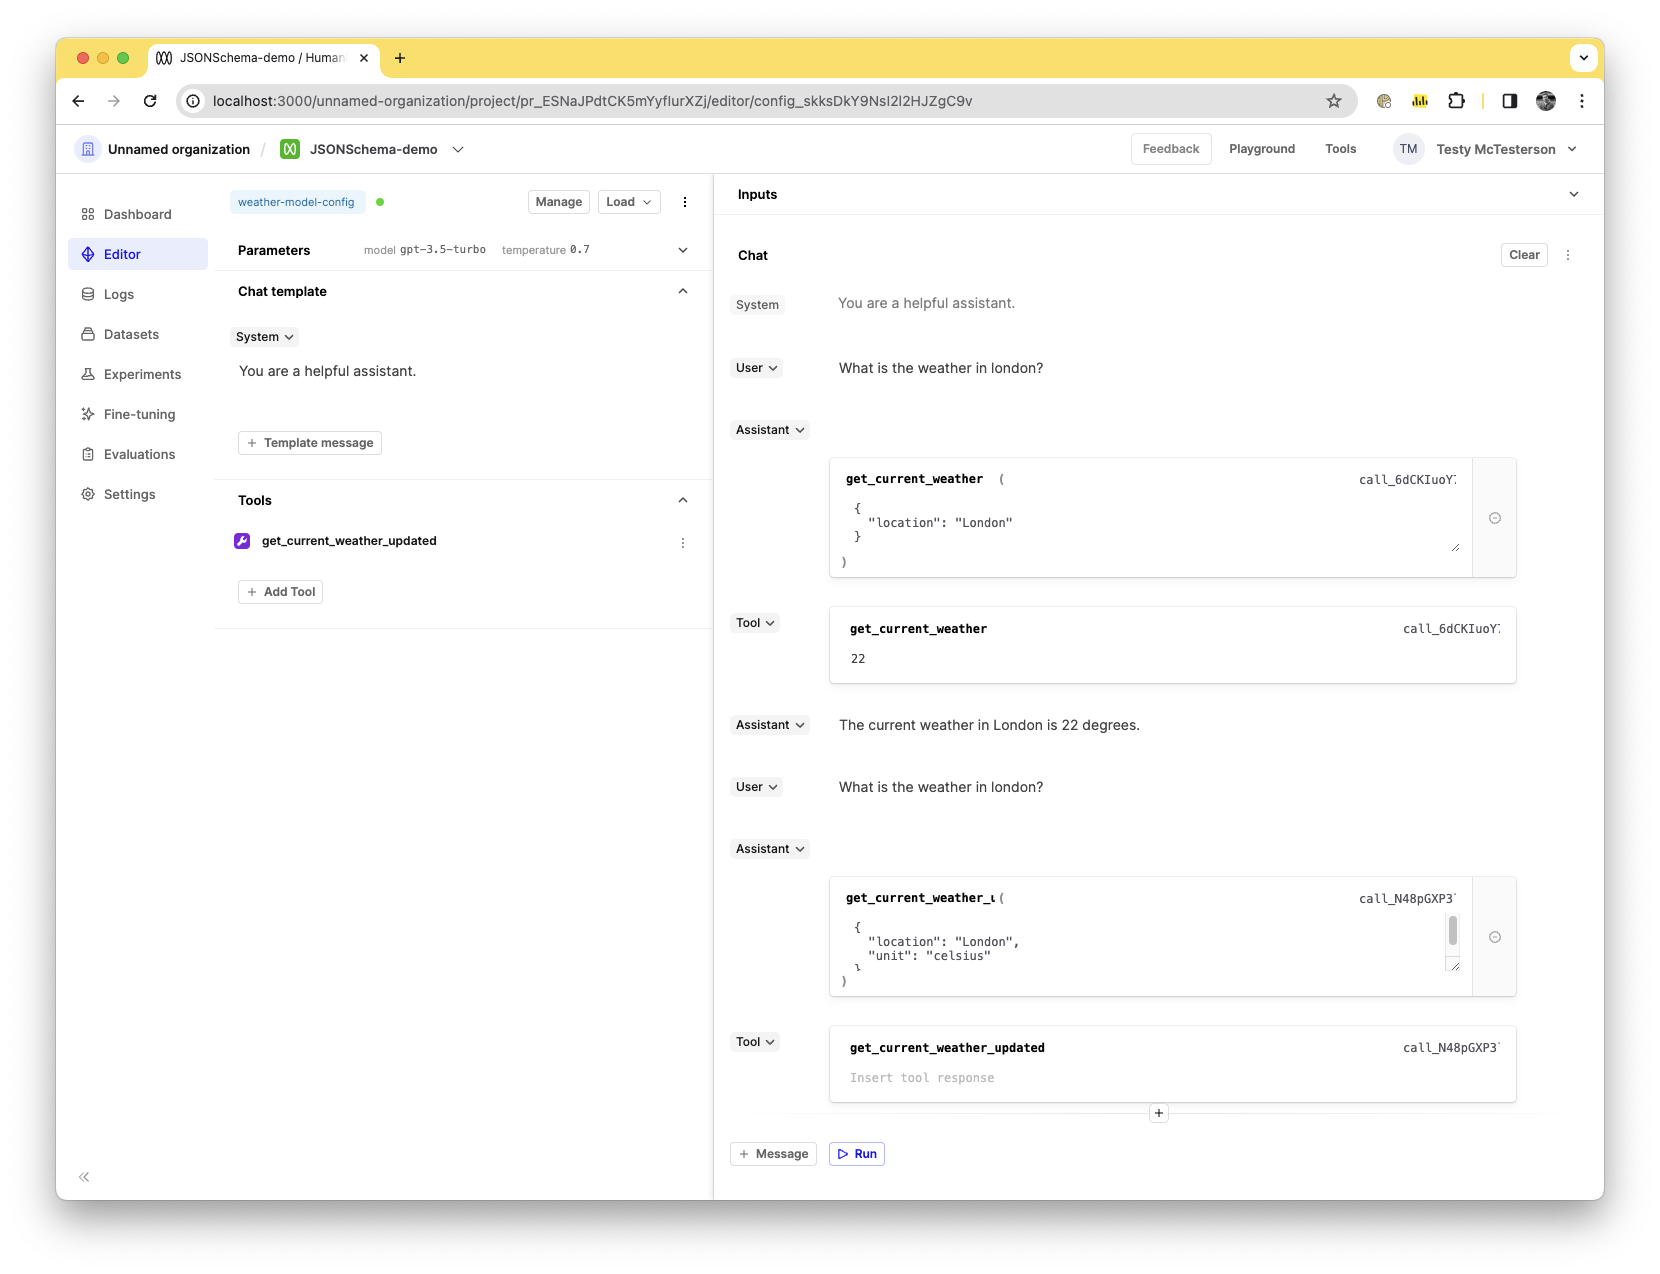 JSONSchema-demo / Human
localhost:3000/unnamed-organization/project/pr_ESNaJPdtCK5mYyflurXZj/editor/config_skksDkY9NsI2I2HJZgC9v
Unnamed organization / JSONSchema-demo
Feedback Playground Tools TM Testy McTesterson
Dashboard
Editor
Logs
Datasets
Experiments
Fine-tuning
Evaluations
Settings
weather-model-config Manage Load
Parameters model gpt-3.5-turbo temperature 0.7
Chat template
System
You are a helpful assistant.
+ Template message
Tools
get_current_weather_updated
+ Add Tool
Inputs
Chat Clear
System You are a helpful assistant.
User What is the weather in london?
Assistant
get_current_weather ( call_6dCKIuoY
{
"location": "London"
}
)
Tool get_current_weather call_6dCKIuoY
22
Assistant The current weather in London is 22 degrees.
User What is the weather in london?
Assistant
get_current_weather_u ( call_N48pGXP3
{
"location": "London",
"unit": "celsius"
}
)
Tool get_current_weather_updated call_N48pGXP3
Insert tool response
+ Message Run